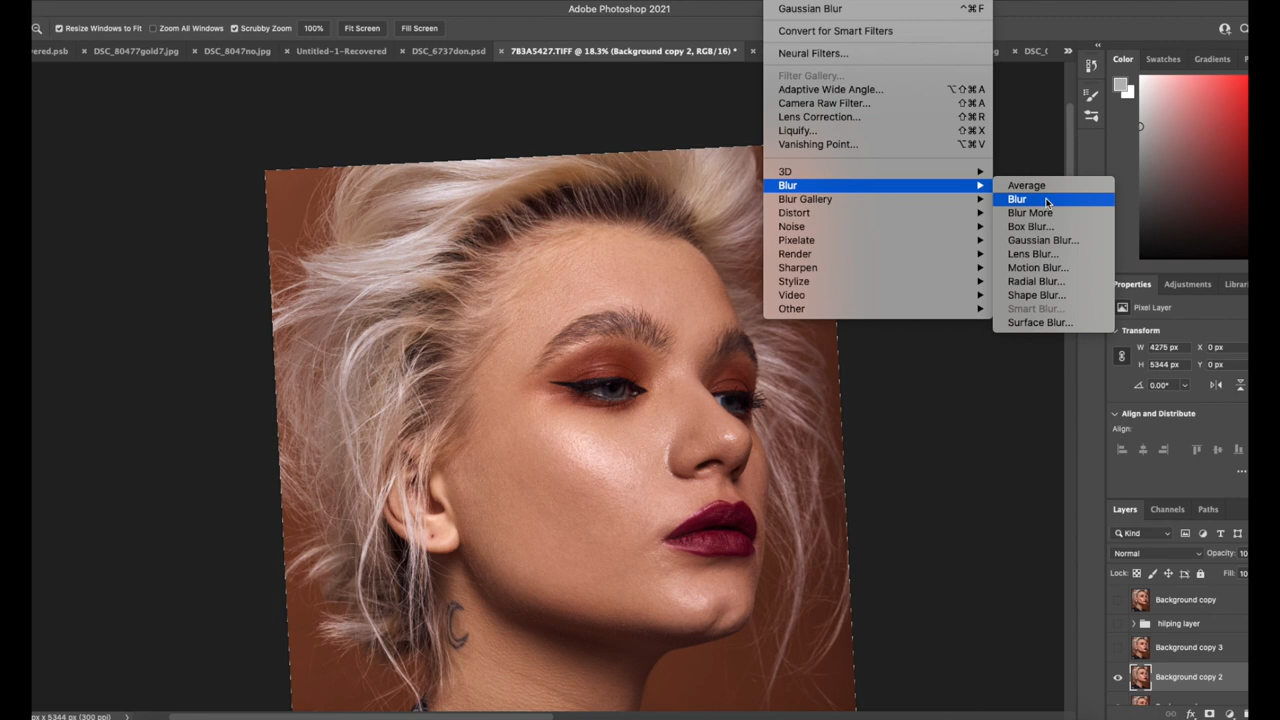 Adobe Photoshop 2021
Resize Windows to Fit Zoom All Windows Scrubby Zoom 100% Fit Screen Fill Screen
vered.psb DSC_80477gold7.jpg DSC_8047no.jpg Untitled-1-Recovered DSC_6737don.psd 7B3A5427.TIFF @ 18.3% (Background copy 2, RGB/16) *
Gaussian Blur ^⌘F
Convert for Smart Filters
Neural Filters...
Filter Gallery...
Adaptive Wide Angle... ⌥⇧⌘A
Camera Raw Filter... ⇧⌘A
Lens Correction... ⇧⌘R
Liquify... ⇧⌘X
Vanishing Point... ⌥⌘V
3D
Blur
Blur Gallery
Distort
Noise
Pixelate
Render
Sharpen
Stylize
Video
Other
Average
Blur
Blur More
Box Blur...
Gaussian Blur...
Lens Blur...
Motion Blur...
Radial Blur...
Shape Blur...
Smart Blur...
Surface Blur...
Color Swatches Gradients
Properties Adjustments Librar
Pixel Layer
Transform
W 4275 px X 0 px
H 5344 px Y 0 px
0.00°
Align and Distribute
Align:
Layers Channels Paths
Kind
Normal Opacity: 10
Lock: Fill: 10
Background copy
hilping layer
Background copy 3
Background copy 2
px x 5344 px (300 ppi)